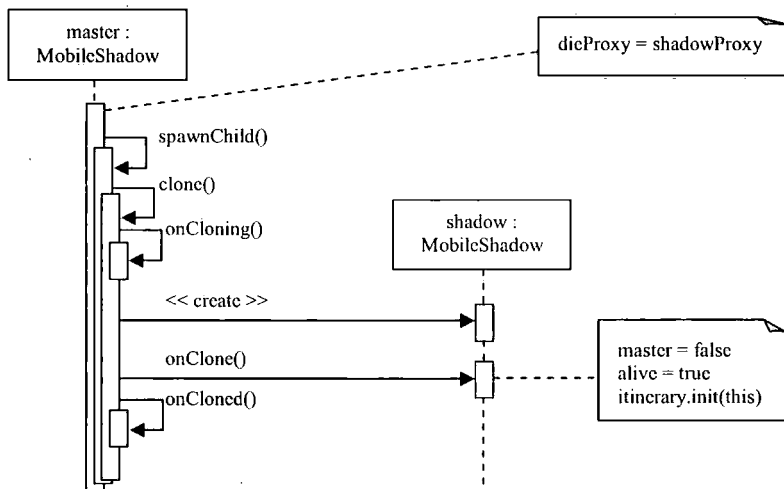 master :
MobileShadow
dieProxy = shadowProxy
spawnChild()
clone()
onCloning()
shadow :
MobileShadow
<< create >>
onClone()
master = false
alive = true
itinerary.init(this)
onCloned()